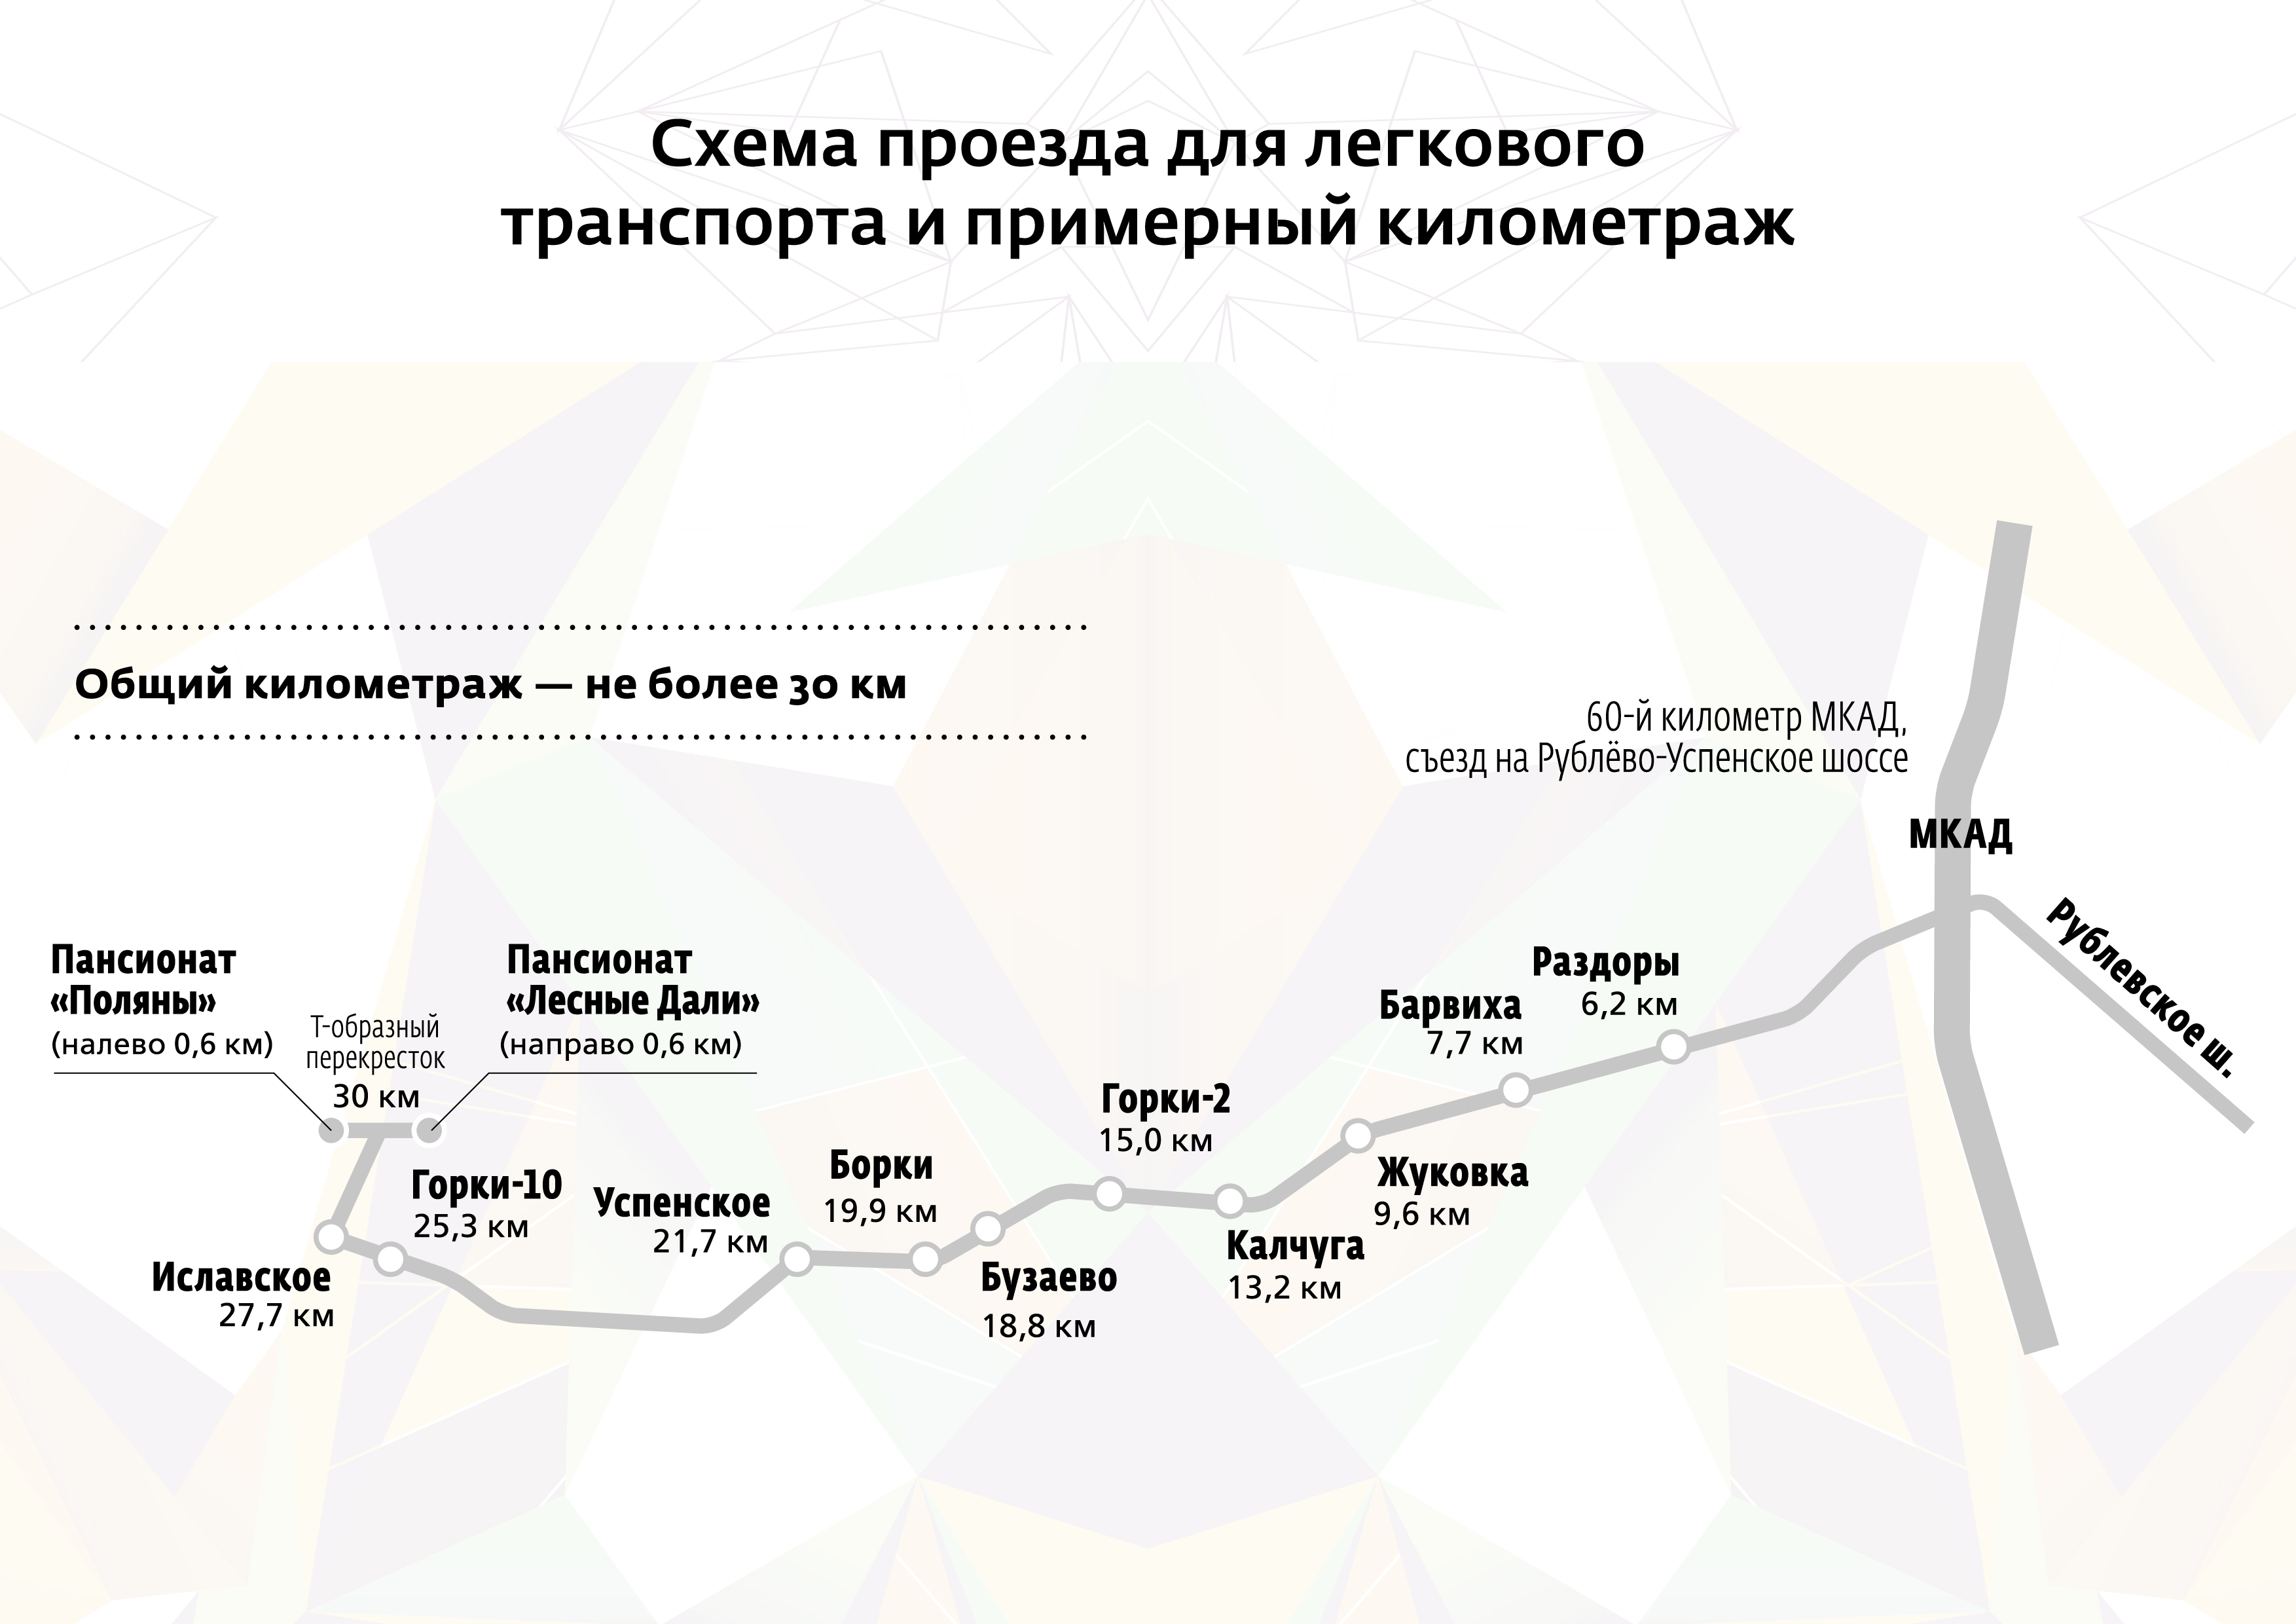 Схема проезда для легкового
транспорта и примерный километраж
Общий километраж — не более 30 км
60-й километр МКАД,
съезд на Рублёво-Успенское шоссе
МКАД
Рублевское ш.
Раздоры
6,2 км
Барвиха
7,7 км
Жуковка
9,6 км
Калчуга
13,2 км
Горки-2
15,0 км
Бузаево
18,8 км
Борки
19,9 км
Успенское
21,7 км
Горки-10
25,3 км
Иславское
27,7 км
Т-образный
перекресток
30 км
Пансионат
«Поляны»
(налево 0,6 км)
Пансионат
«Лесные Дали»
(направо 0,6 км)